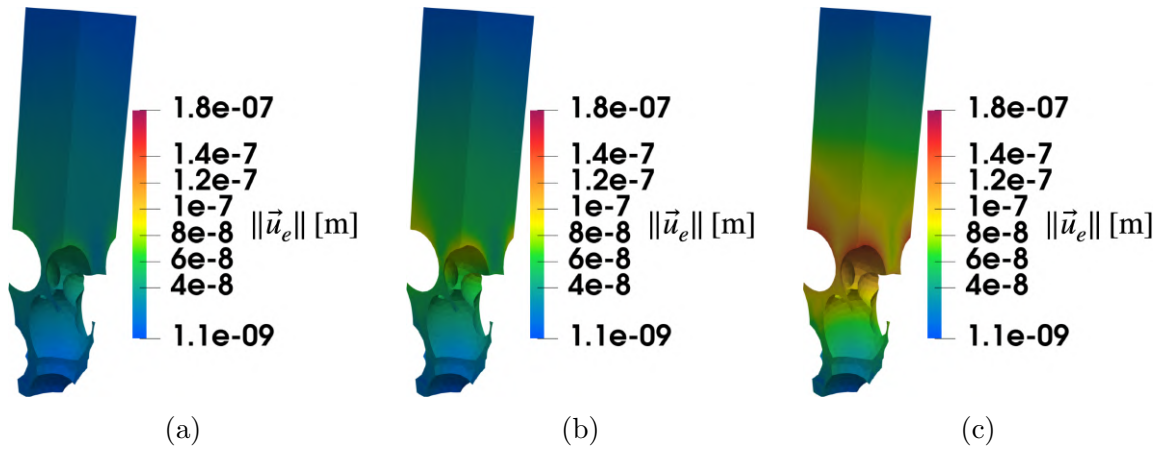 1.8e-07
1.4e-7
1.2e-7
1e-7
8e-8
6e-8
4e-8
1.1e-09
‖u⃗ₑ‖ [m]
(a)
1.8e-07
1.4e-7
1.2e-7
1e-7
8e-8
6e-8
4e-8
1.1e-09
‖u⃗ₑ‖ [m]
(b)
1.8e-07
1.4e-7
1.2e-7
1e-7
8e-8
6e-8
4e-8
1.1e-09
‖u⃗ₑ‖ [m]
(c)